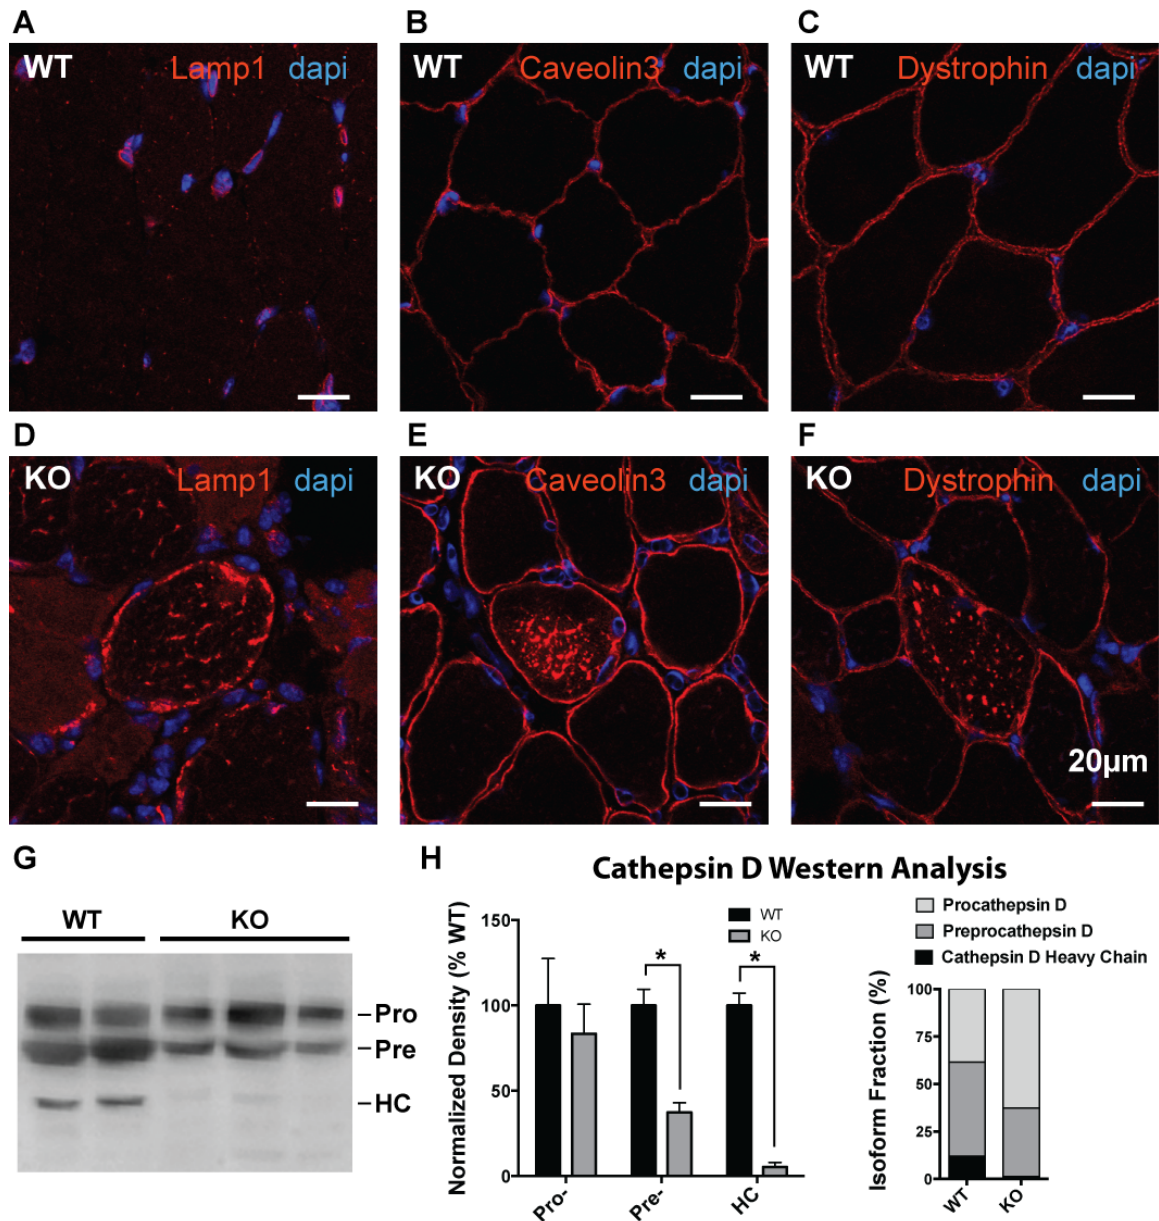 A
B
C
WT Lamp1 dapi
WT Caveolin3 dapi
WT Dystrophin dapi
D
E
F
KO Lamp1 dapi
KO Caveolin3 dapi
KO Dystrophin dapi
20μm
G
WT KO
Pro
Pre
HC
H
Cathepsin D Western Analysis
Normalized Density (% WT)
150
100
50
0
WT
KO
*
*
Pro-
Pre-
HC
Procathepsin D
Preprocathepsin D
Cathepsin D Heavy Chain
Isoform Fraction (%)
100
75
50
25
0
WT
KO